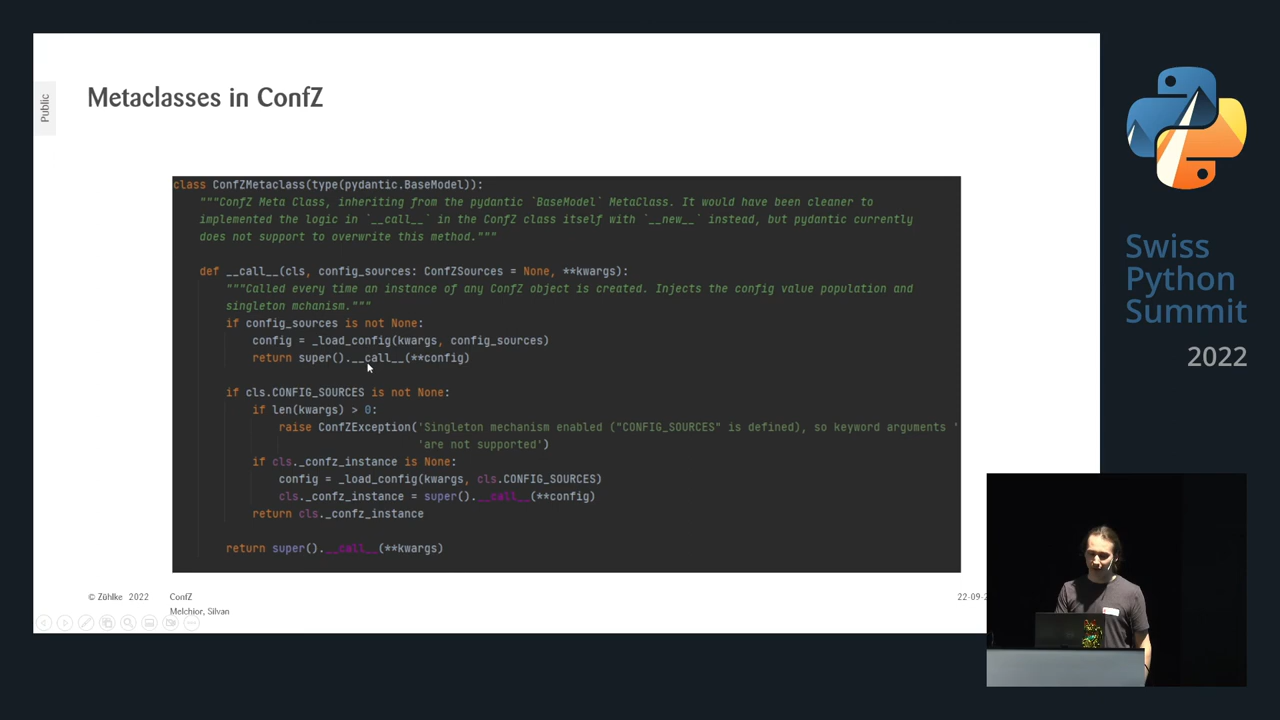 Public
Metaclasses in ConfZ
class ConfZMetaclass(type(pydantic.BaseModel)):
"""ConfZ Meta Class, inheriting from the pydantic `BaseModel` MetaClass. It would have been cleaner to
implemented the logic in `__call__` in the ConfZ class itself with `__new__` instead, but pydantic currently
does not support to overwrite this method."""
def __call__(cls, config_sources: ConfZSources = None, **kwargs):
"""Called every time an instance of any ConfZ object is created. Injects the config value population and
singleton mchanism."""
if config_sources is not None:
config = _load_config(kwargs, config_sources)
return super().__call__(**config)
if cls.CONFIG_SOURCES is not None:
if len(kwargs) > 0:
raise ConfZException('Singleton mechanism enabled ("CONFIG_SOURCES" is defined), so keyword arguments '
'are not supported')
if cls._confz_instance is None:
config = _load_config(kwargs, cls.CONFIG_SOURCES)
cls._confz_instance = super().__call__(**config)
return cls._confz_instance
return super().__call__(**kwargs)
© Zühlke 2022
ConfZ
Melchior, Silvan
22-09-2
Swiss
Python
Summit
2022